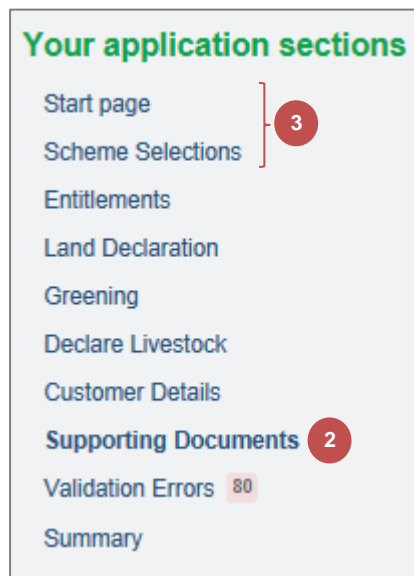 Your application sections
Start page
3
Scheme Selections
Entitlements
Land Declaration
Greening
Declare Livestock
Customer Details
Supporting Documents 2
Validation Errors 80
Summary